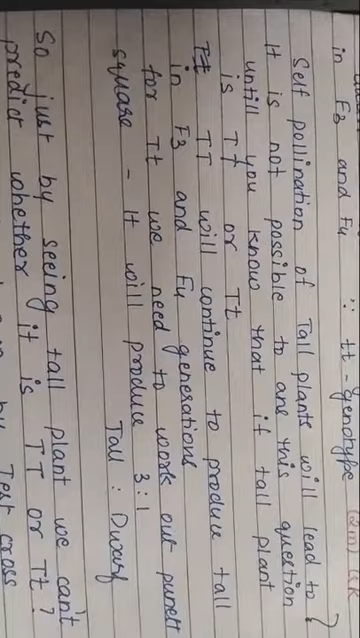 in F3 and F4 ∴ tt - genotype (2m)
Self pollination of Tall plants will lead to?
It is not possible to ans this question
untill you know that if tall plant
is TT or Tt
TT will continue to produce tall
in F3 and F4 generations
for Tt we need to work out punett
square - It will produce 3:1
Tall : Dwarf
So just by seeing tall plant we can't
predict whether it is TT or Tt?
by Test cross